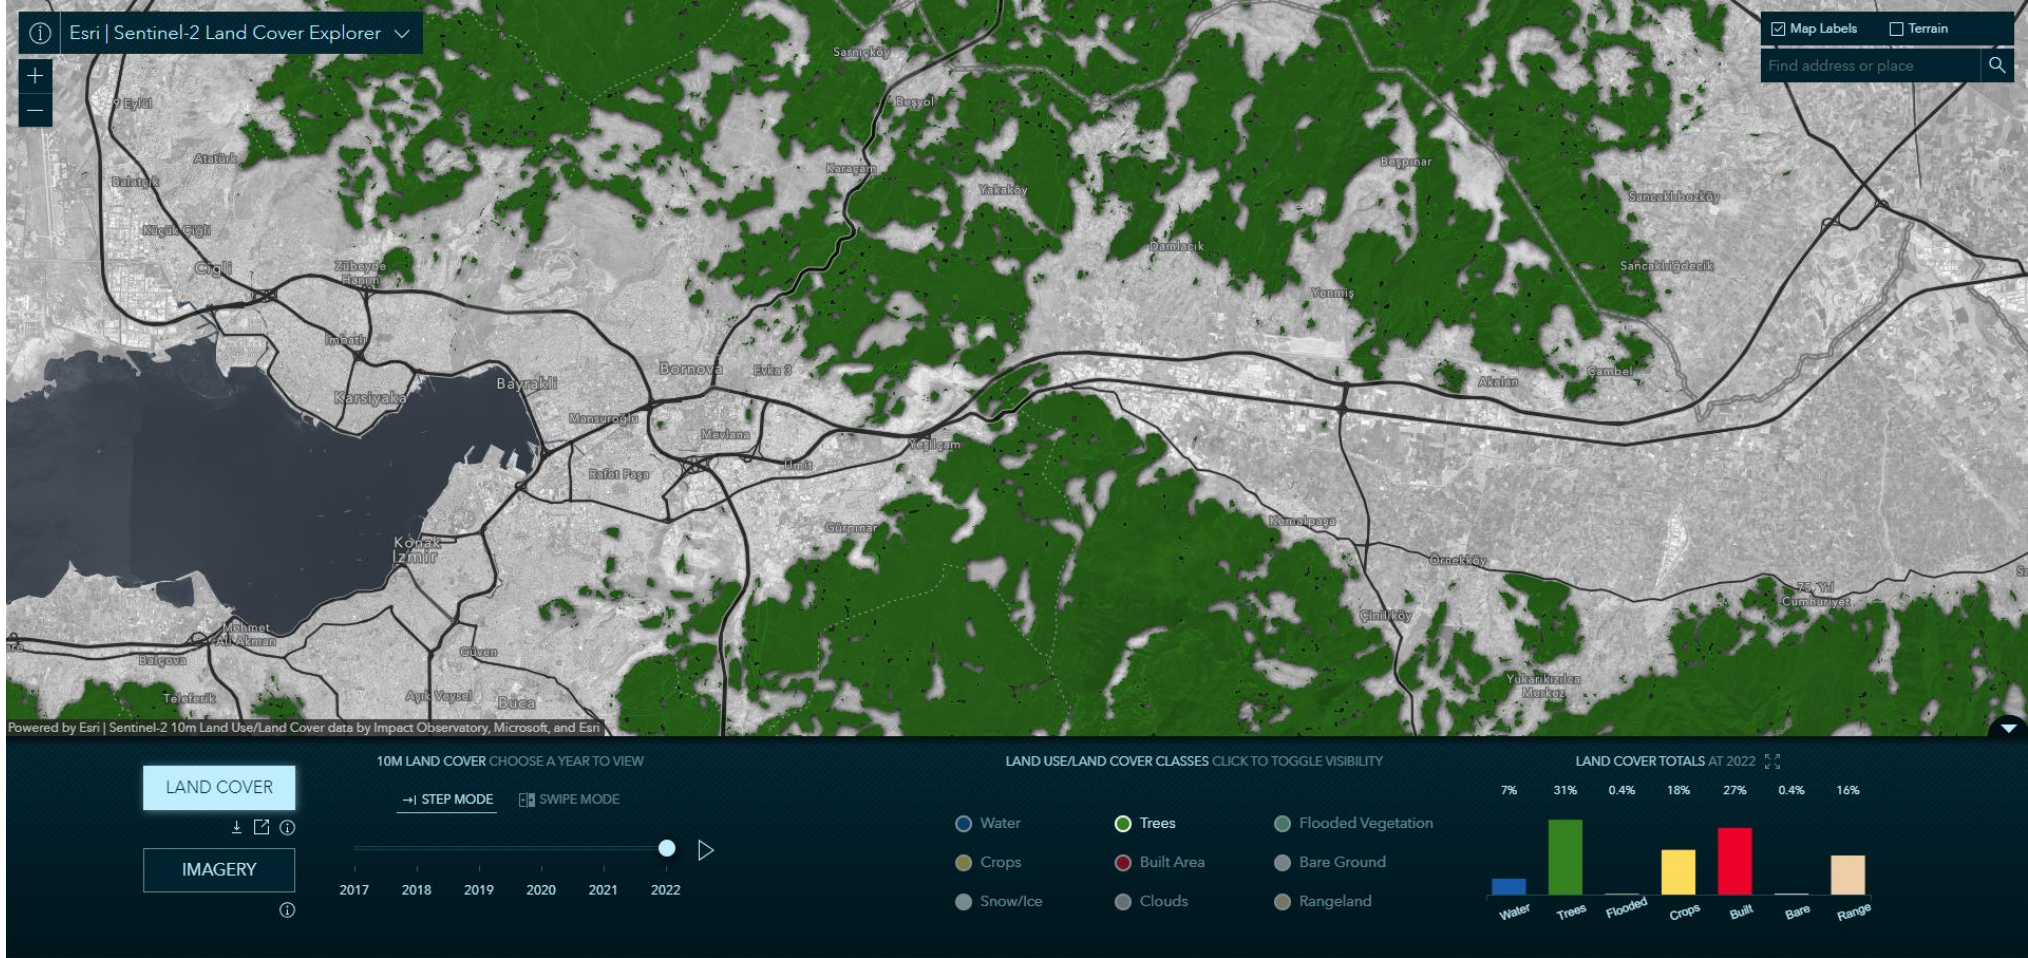 Esri | Sentinel-2 Land Cover Explorer
Map Labels
Terrain
Find address or place
Sarnıçköy
9 Eylül
Beşyol
Atatürk
Balatçık
Karaçam
Yakaköy
Beşpınar
Sancaklıbozköy
Küçük Çiğli
Damlacık
Çiğli
Zübeyde
Hanım
Sancaklıiğdecik
Yenmiş
İmbatlı
Bornova
Evka 3
Çambel
Akalan
Bayrakli
Karsiyaka
Mansuroğlu
Mevlana
Yeşilçam
Ümit
Rafet Paşa
Gürpınar
Kemalpaşa
Konak
Izmir
Örnekköy
75. Yıl
Cumhuriyet
Çiniliköy
Mehmet
Ali Akman
Balçova
Güven
Teleferik
Aşık Veysel
Buca
Yukarıkızılca
Merkez
Powered by Esri | Sentinel-2 10m Land Use/Land Cover data by Impact Observatory, Microsoft, and Esri
LAND COVER
IMAGERY
10M LAND COVER CHOOSE A YEAR TO VIEW
STEP MODE
SWIPE MODE
2017 2018 2019 2020 2021 2022
LAND USE/LAND COVER CLASSES CLICK TO TOGGLE VISIBILITY
Water Trees Flooded Vegetation
Crops Built Area Bare Ground
Snow/Ice Clouds Rangeland
LAND COVER TOTALS AT 2022
7% 31% 0.4% 18% 27% 0.4% 16%
Water Trees Flooded Crops Built Bare Range